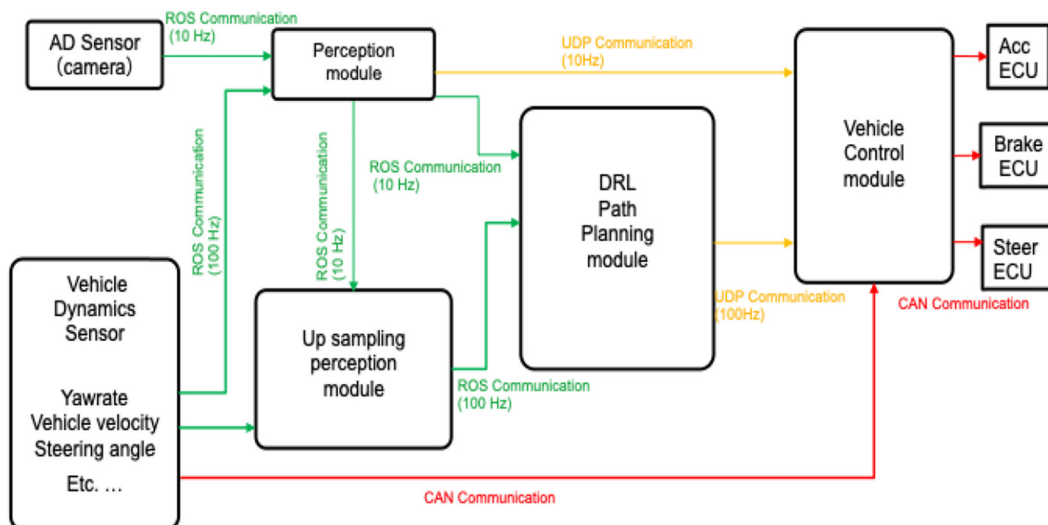 ROS Communication
(10 Hz)
AD Sensor
(camera)
Perception
module
UDP Communication
(10Hz)
Vehicle
Control
module
Acc
ECU
Brake
ECU
Steer
ECU
ROS Communication
(100 Hz)
ROS Communication
(10 Hz)
ROS Communication
(10 Hz)
DRL
Path
Planning
module
Vehicle
Dynamics
Sensor
Yawrate
Vehicle velocity
Steering angle
Etc. …
Up sampling
perception
module
ROS Communication
(100 Hz)
UDP Communication
(100Hz)
CAN Communication
CAN Communication